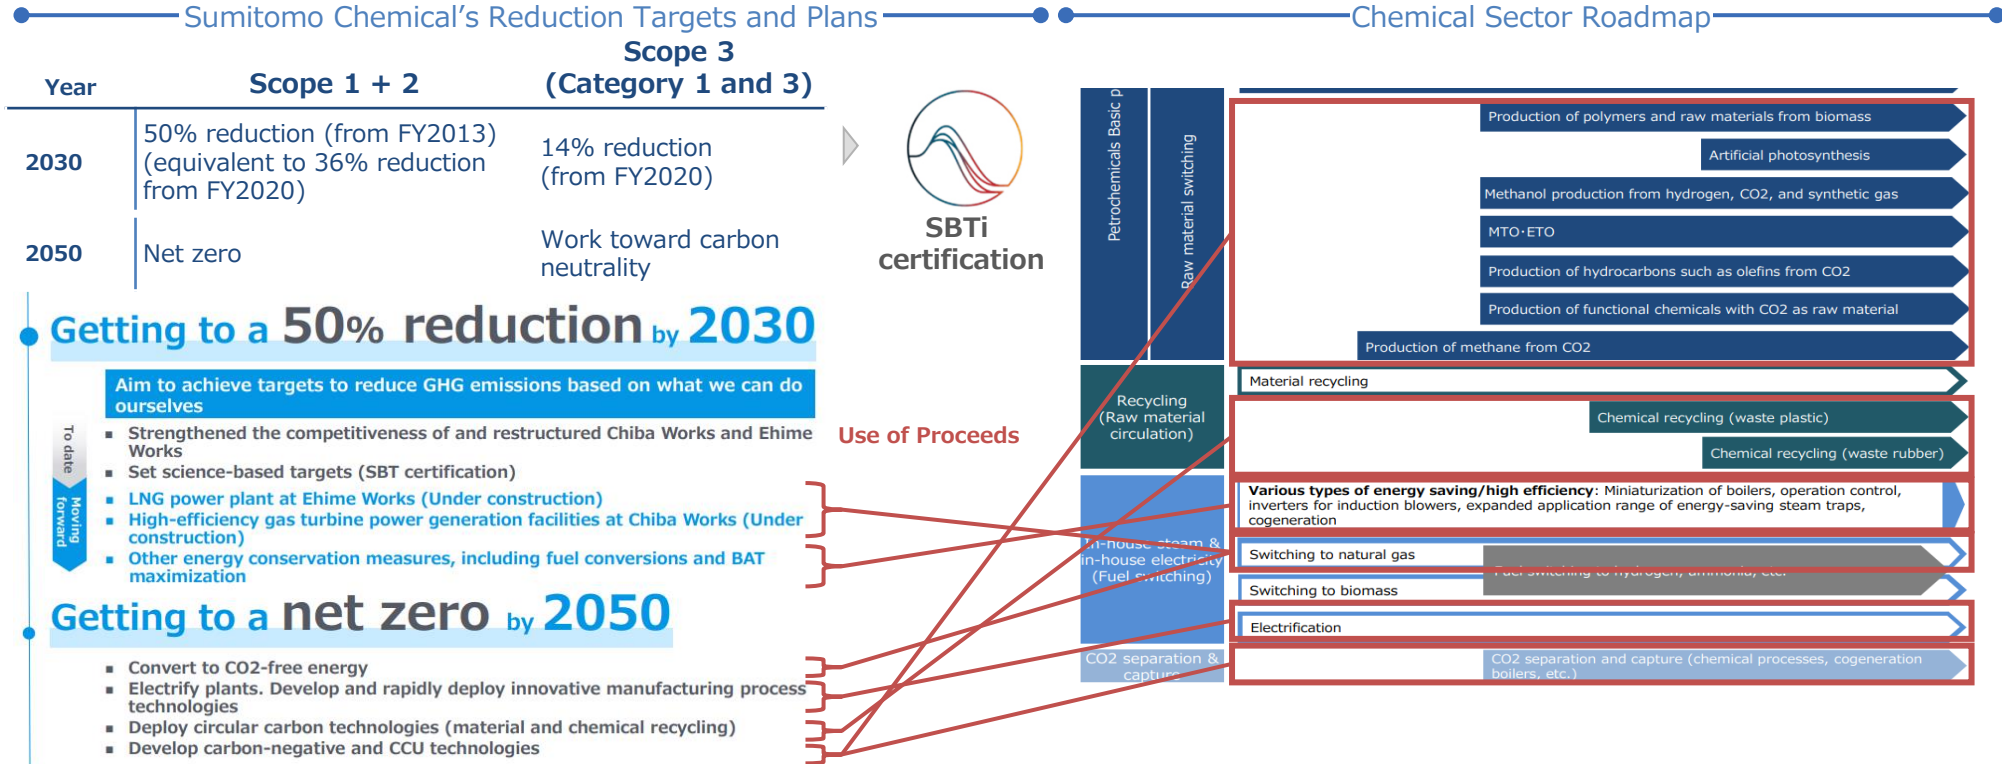 Sumitomo Chemical’s Reduction Targets and Plans
Year
Scope 1 + 2
Scope 3
(Category 1 and 3)
2030
50% reduction (from FY2013)
(equivalent to 36% reduction
from FY2020)
14% reduction
(from FY2020)
2050
Net zero
Work toward carbon
neutrality
SBTi
certification
Getting to a 50% reduction by 2030
Aim to achieve targets to reduce GHG emissions based on what we can do
ourselves
To date
▪ Strengthened the competitiveness of and restructured Chiba Works and Ehime
Works
▪ Set science-based targets (SBT certification)
Moving
forward
▪ LNG power plant at Ehime Works (Under construction)
▪ High-efficiency gas turbine power generation facilities at Chiba Works (Under
construction)
▪ Other energy conservation measures, including fuel conversions and BAT
maximization
Use of Proceeds
Getting to a net zero by 2050
▪ Convert to CO2-free energy
▪ Electrify plants. Develop and rapidly deploy innovative manufacturing process
technologies
▪ Deploy circular carbon technologies (material and chemical recycling)
▪ Develop carbon-negative and CCU technologies
Chemical Sector Roadmap
Petrochemicals Basic p
Raw material switching
Production of polymers and raw materials from biomass
Artificial photosynthesis
Methanol production from hydrogen, CO2, and synthetic gas
MTO・ETO
Production of hydrocarbons such as olefins from CO2
Production of functional chemicals with CO2 as raw material
Production of methane from CO2
Recycling
(Raw material
circulation)
Material recycling
Chemical recycling (waste plastic)
Chemical recycling (waste rubber)
In-house steam &
in-house electricity
(Fuel switching)
Various types of energy saving/high efficiency: Miniaturization of boilers, operation control,
inverters for induction blowers, expanded application range of energy-saving steam traps,
cogeneration
Switching to natural gas
Fuel switching to hydrogen, ammonia, etc.
Switching to biomass
Electrification
CO2 separation &
capture
CO2 separation and capture (chemical processes, cogeneration
boilers, etc.)